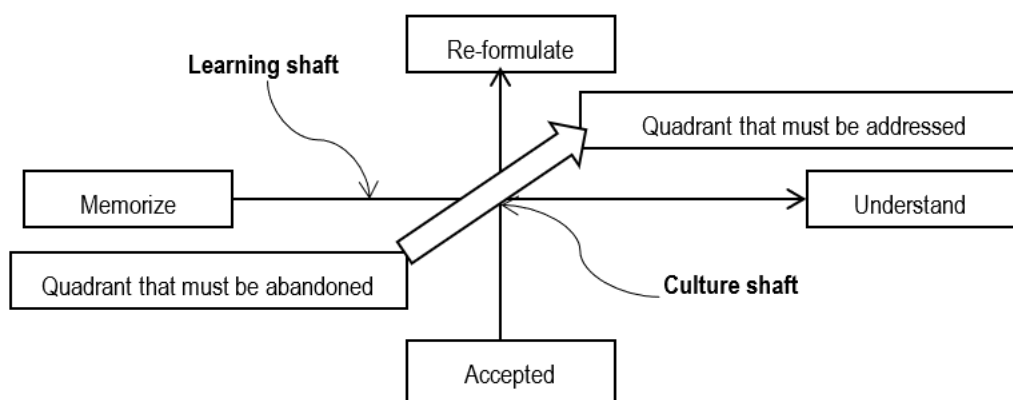 Re-formulate
Learning shaft
Quadrant that must be addressed
Memorize
Understand
Quadrant that must be abandoned
Culture shaft
Accepted